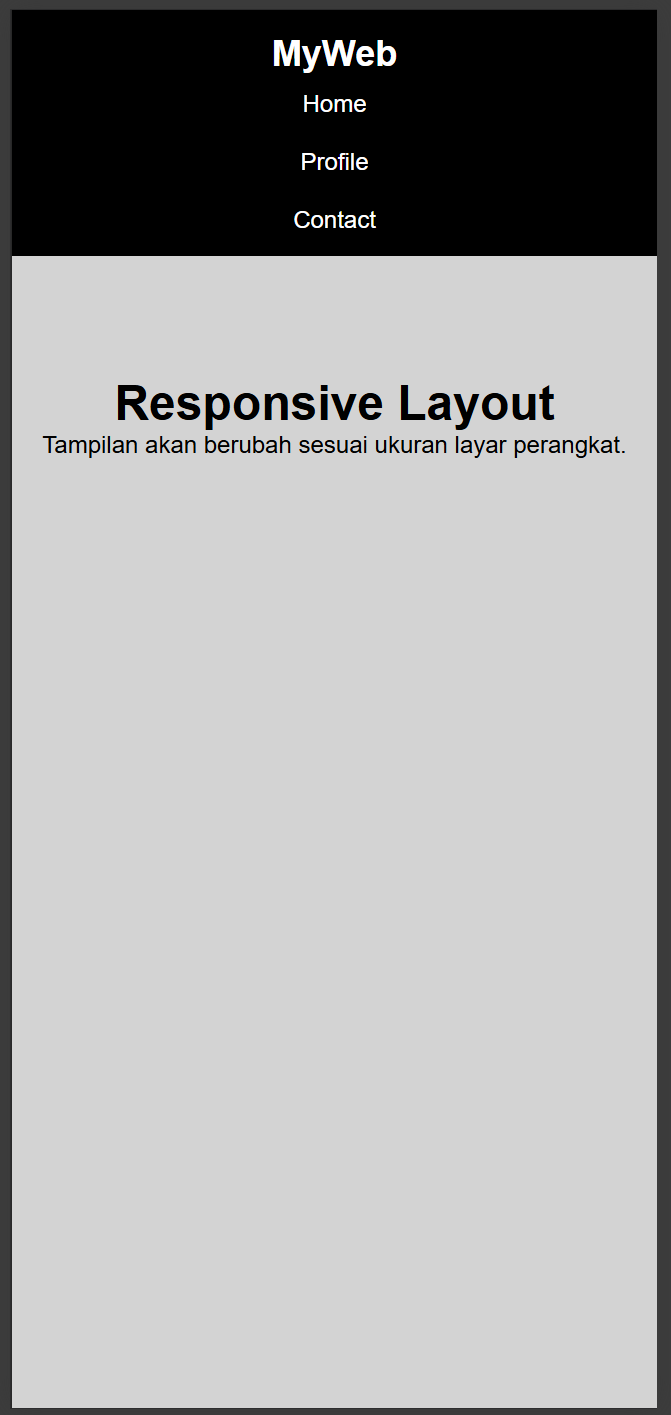 MyWeb
Home
Profile
Contact
Responsive Layout
Tampilan akan berubah sesuai ukuran layar perangkat.